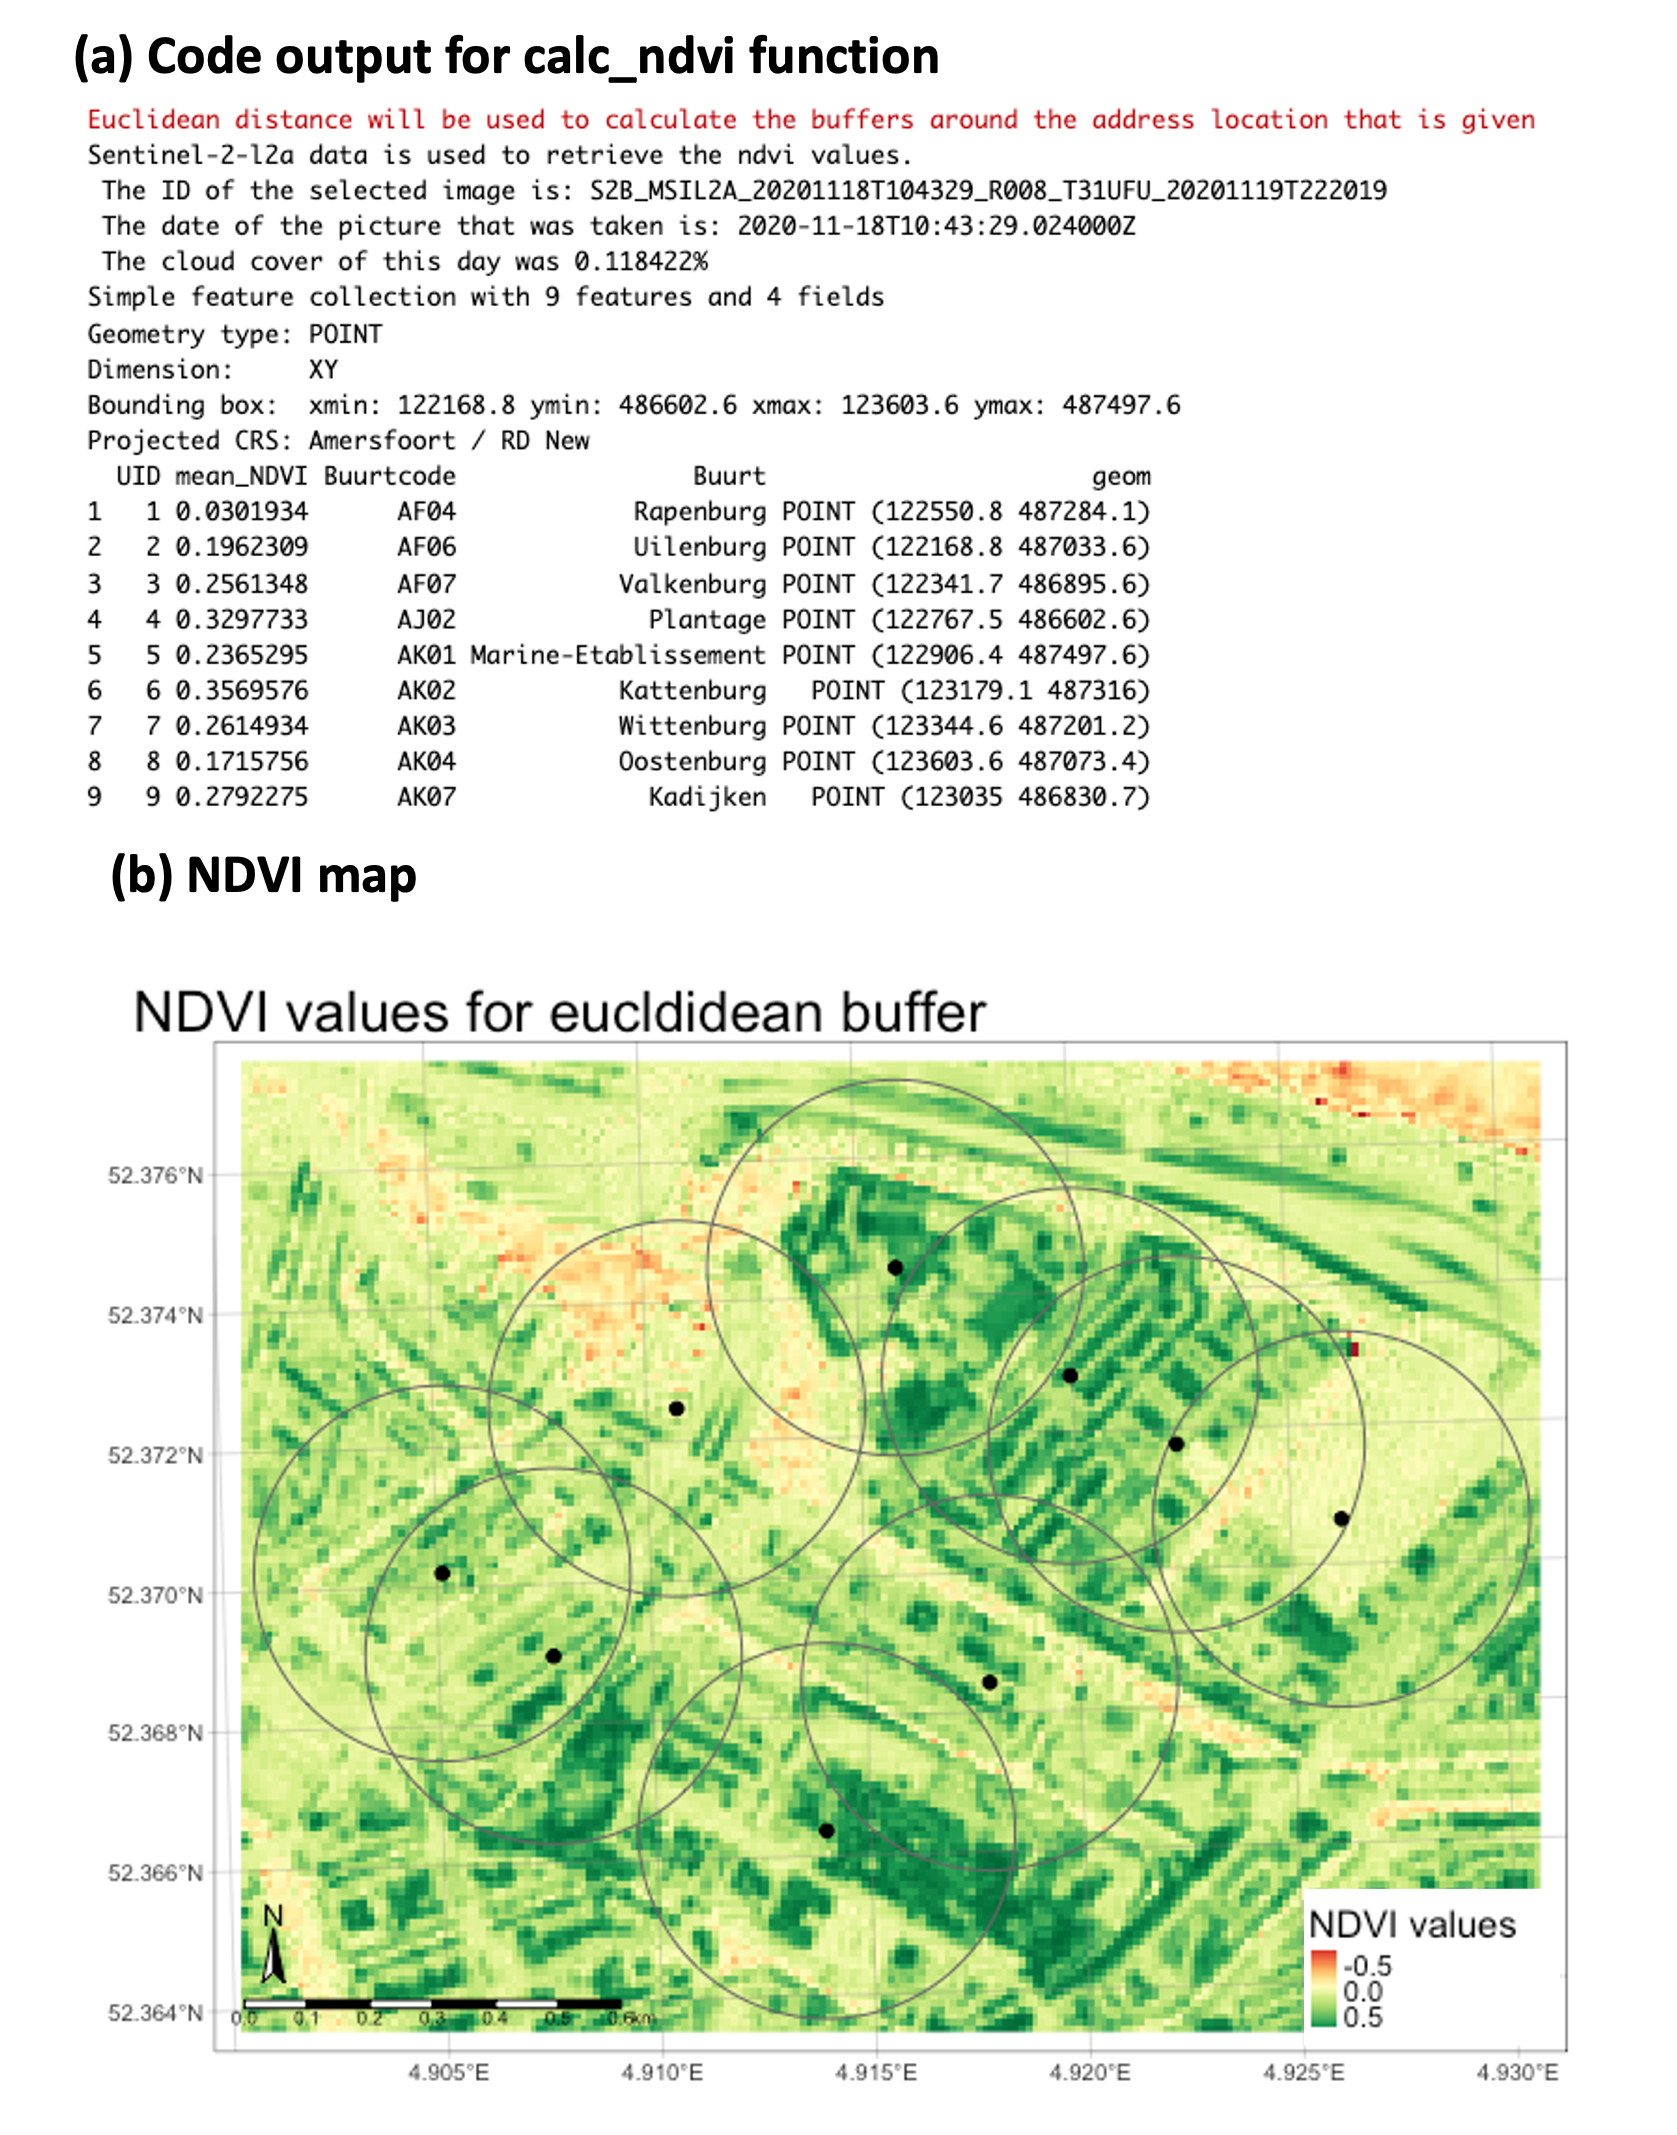 (a) Code output for calc_ndvi function
Euclidean distance will be used to calculate the buffers around the address location that is given
Sentinel-2-l2a data is used to retrieve the ndvi values.
The ID of the selected image is: S2B_MSIL2A_20201118T104329_R008_T31UFU_20201119T222019
The date of the picture that was taken is: 2020-11-18T10:43:29.024000Z
The cloud cover of this day was 0.118422%
Simple feature collection with 9 features and 4 fields
Geometry type: POINT
Dimension: XY
Bounding box: xmin: 122168.8 ymin: 486602.6 xmax: 123603.6 ymax: 487497.6
Projected CRS: Amersfoort / RD New
UID mean_NDVI Buurtcode Buurt geom
1 1 0.0301934 AF04 Rapenburg POINT (122550.8 487284.1)
2 2 0.1962309 AF06 Uilenburg POINT (122168.8 487033.6)
3 3 0.2561348 AF07 Valkenburg POINT (122341.7 486895.6)
4 4 0.3297733 AJ02 Plantage POINT (122767.5 486602.6)
5 5 0.2365295 AK01 Marine-Etablissement POINT (122906.4 487497.6)
6 6 0.3569576 AK02 Kattenburg POINT (123179.1 487316)
7 7 0.2614934 AK03 Wittenburg POINT (123344.6 487201.2)
8 8 0.1715756 AK04 Oostenburg POINT (123603.6 487073.4)
9 9 0.2792275 AK07 Kadijken POINT (123035 486830.7)
(b) NDVI map
NDVI values for eucldidean buffer
52.376°N
52.374°N
52.372°N
52.370°N
52.368°N
52.366°N
52.364°N
N
0.0 0.1 0.2 0.3 0.4 0.5 0.6km
NDVI values
-0.5
0.0
0.5
4.905°E 4.910°E 4.915°E 4.920°E 4.925°E 4.930°E